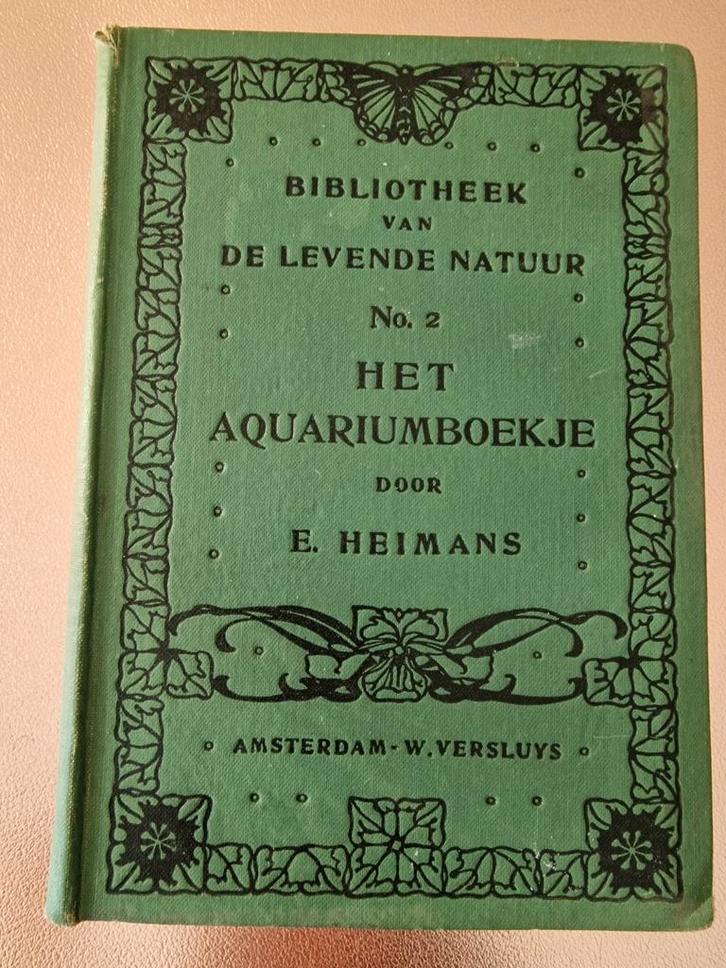 BIBLIOTHEEK
VAN
DE LEVENDE NATUUR
No. 2
HET
AQUARIUMBOEKJE
DOOR
E. HEIMANS
AMSTERDAM-W. VERSLUYS